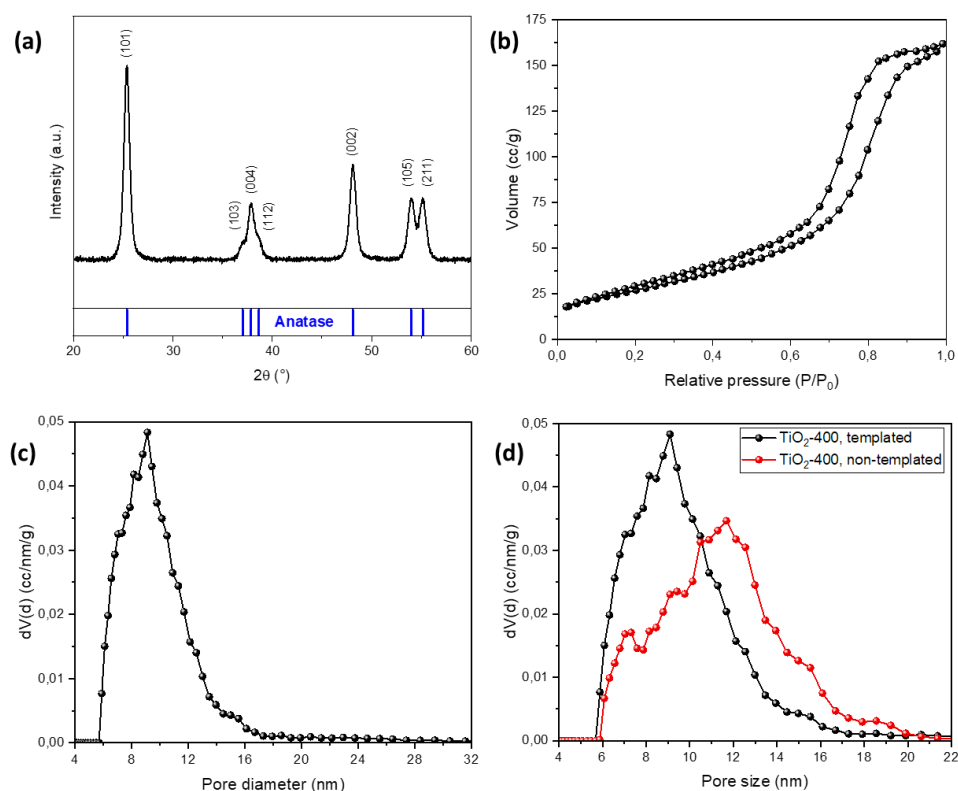 (a)
Intensity (a.u.)
(101)
(103)
(004)
(112)
(002)
(105)
(211)
Anatase
20 30 40 50 60
2θ (°)
(b)
Volume (cc/g)
175
150
125
100
75
50
25
0
0,0 0,2 0,4 0,6 0,8 1,0
Relative pressure (P/P₀)
(c)
dV(d) (cc/nm/g)
0,05
0,04
0,03
0,02
0,01
0,00
4 8 12 16 20 24 28 32
Pore diameter (nm)
(d)
dV(d) (cc/nm/g)
0,05
0,04
0,03
0,02
0,01
0,00
TiO₂-400, templated
TiO₂-400, non-templated
4 6 8 10 12 14 16 18 20 22
Pore size (nm)